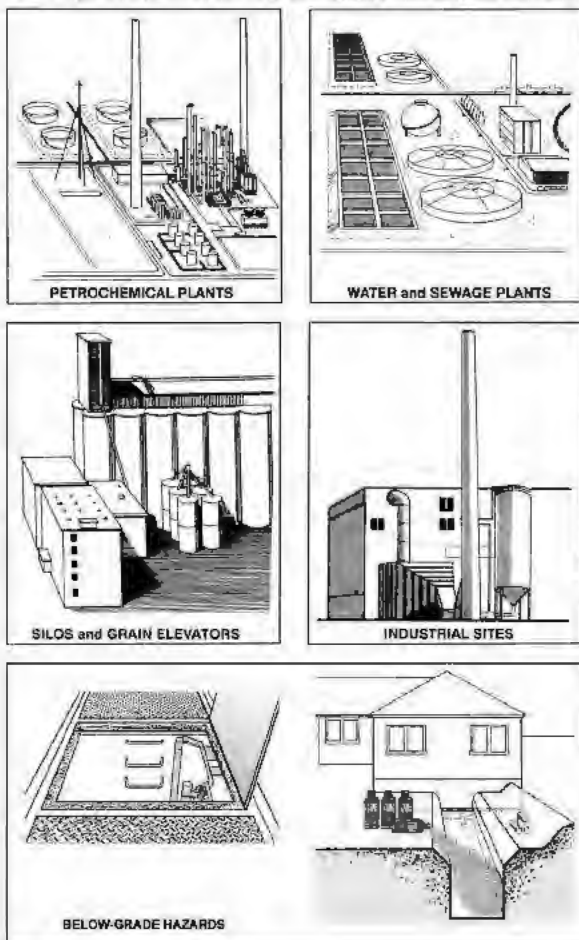 PETROCHEMICAL PLANTS
WATER and SEWAGE PLANTS
SILOS and GRAIN ELEVATORS
INDUSTRIAL SITES
BELOW-GRADE HAZARDS